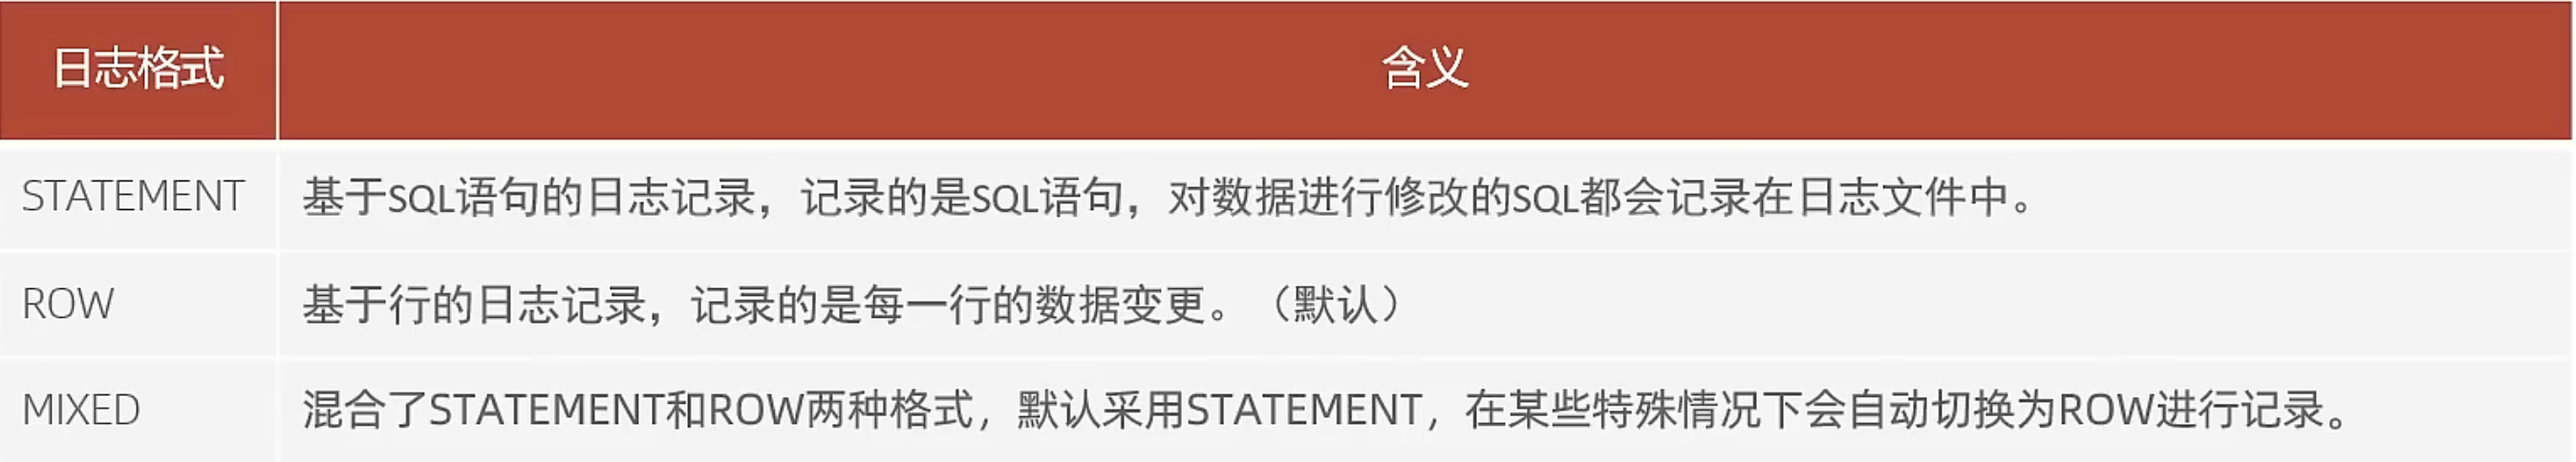 日志格式 含义
STATEMENT 基于SQL语句的日志记录，记录的是SQL语句，对数据进行修改的SQL都会记录在日志文件中。
ROW 基于行的日志记录，记录的是每一行的数据变更。（默认）
MIXED 混合了STATEMENT和ROW两种格式，默认采用STATEMENT，在某些特殊情况下会自动切换为ROW进行记录。